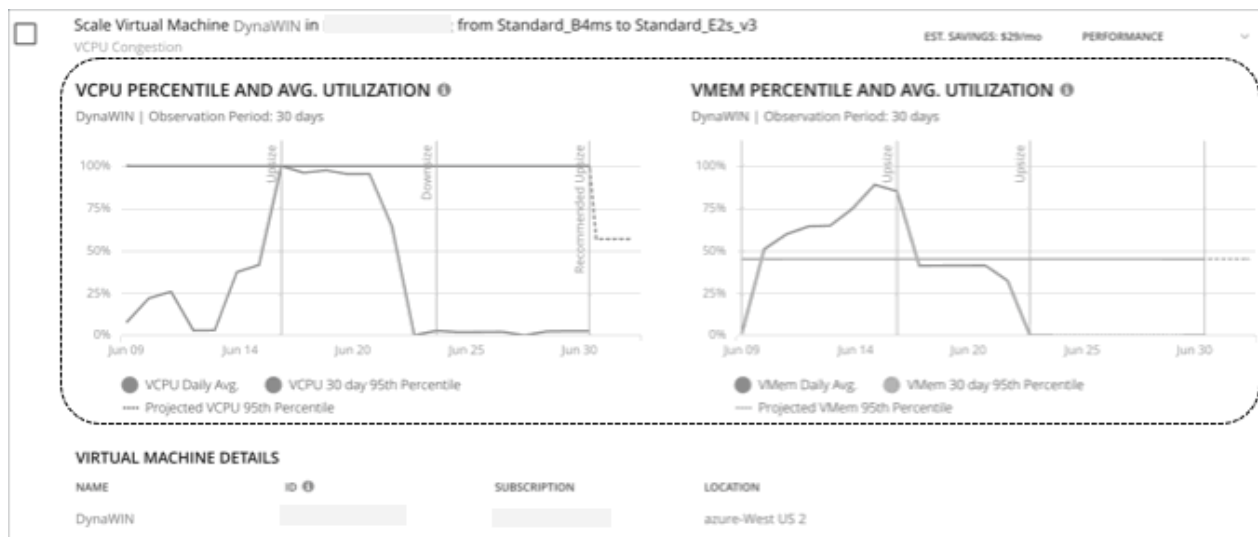 Scale Virtual Machine DynaWIN in from Standard_B4ms to Standard_E2s_v3
EST. SAVINGS: $29/mo PERFORMANCE
VCPU Congestion
VCPU PERCENTILE AND AVG. UTILIZATION
DynaWIN | Observation Period: 30 days
Upsize
Downsize
Recommended Upsize
100%
75%
50%
25%
0%
Jun 09 Jun 14 Jun 20 Jun 25 Jun 30
VCPU Daily Avg. VCPU 30 day 95th Percentile
Projected VCPU 95th Percentile
VMEM PERCENTILE AND AVG. UTILIZATION
DynaWIN | Observation Period: 30 days
Upsize
Upsize
100%
75%
50%
25%
0%
Jun 09 Jun 14 Jun 20 Jun 25 Jun 30
VMem Daily Avg. VMem 30 day 95th Percentile
Projected VMem 95th Percentile
VIRTUAL MACHINE DETAILS
NAME ID SUBSCRIPTION LOCATION
DynaWIN azure-West US 2